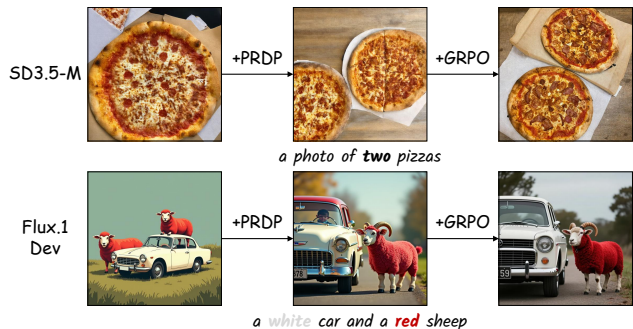 SD3.5-M
+PRDP
+GRPO
a photo of two pizzas
Flux.1
Dev
+PRDP
+GRPO
a white car and a red sheep